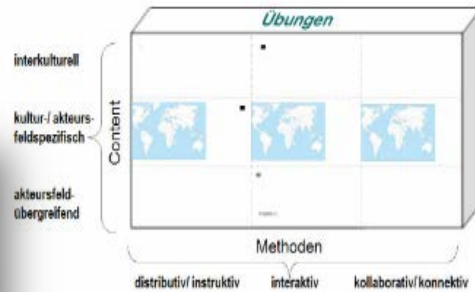 Übungen
interkulturell
kultur-/ akteurs-
feldspezifisch
akteursfeld-
übergreifend
Content
Methoden
distributiv/ instruktiv
interaktiv
kollaborativ/ konnektiv